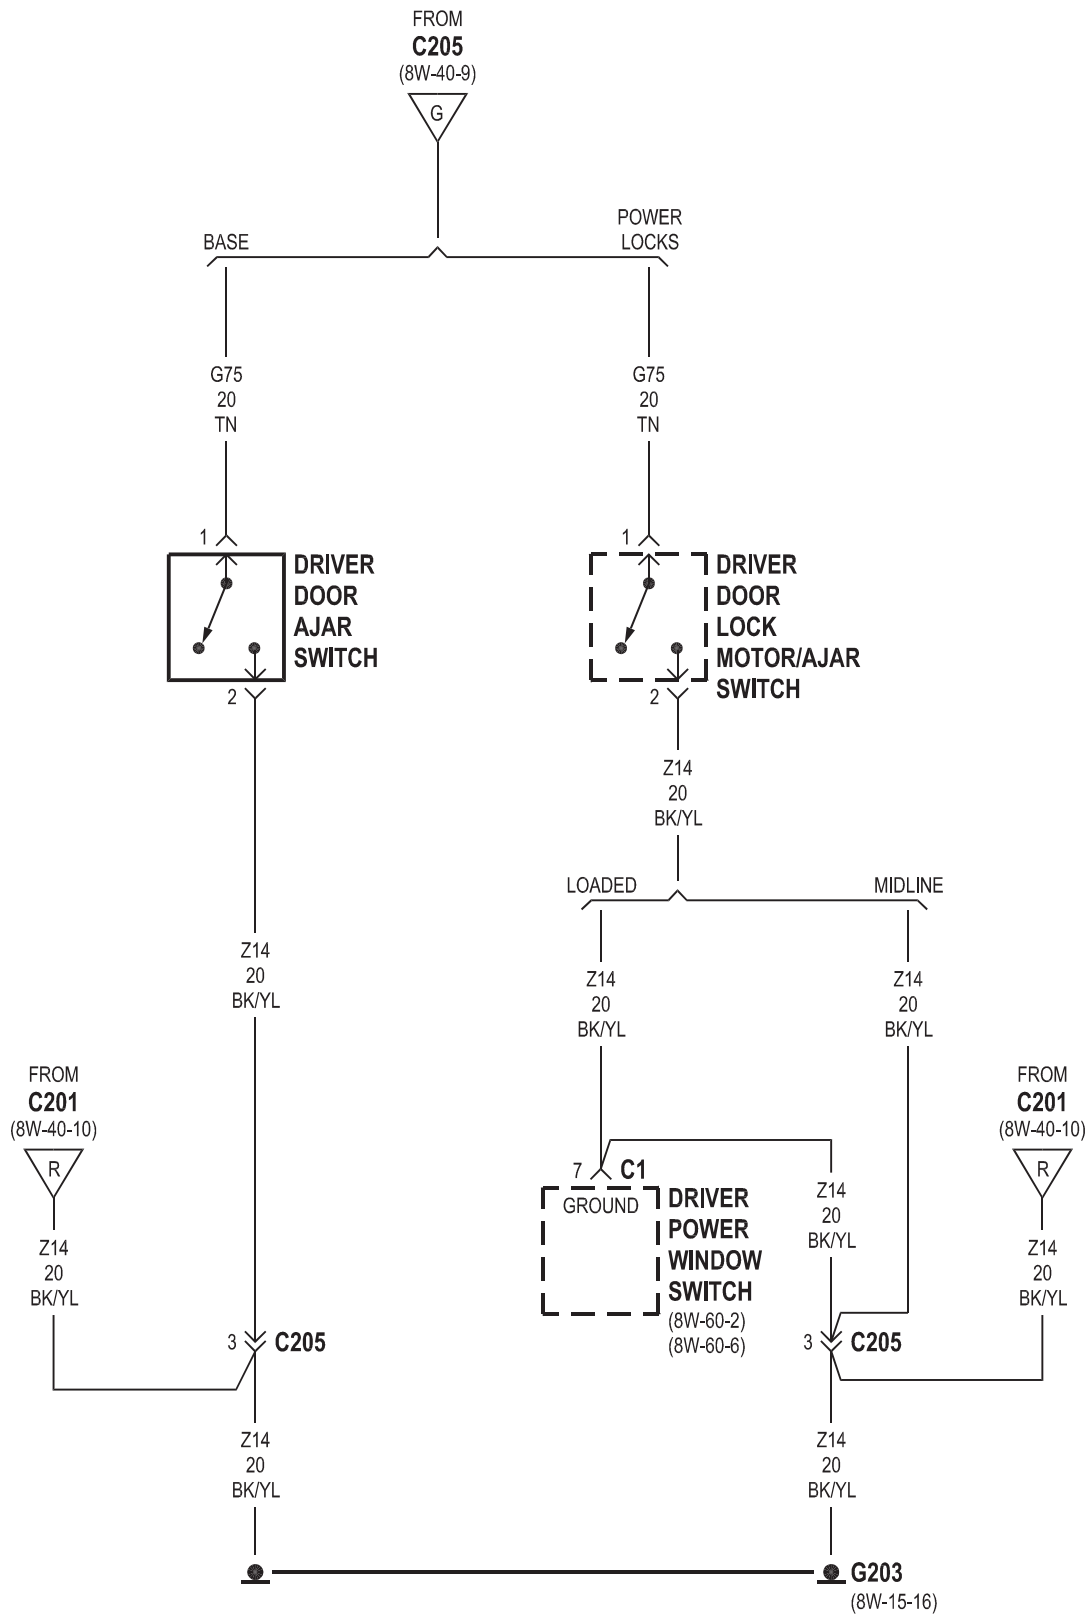 FROM
C205
(8W-40-9)
G
BASE
POWER
LOCKS
G75
20
TN
G75
20
TN
1
DRIVER
DOOR
AJAR
SWITCH
2
1
DRIVER
DOOR
LOCK
MOTOR/AJAR
SWITCH
2
Z14
20
BK/YL
LOADED
MIDLINE
Z14
20
BK/YL
Z14
20
BK/YL
Z14
20
BK/YL
FROM
C201
(8W-40-10)
R
FROM
C201
(8W-40-10)
R
7
C1
GROUND
DRIVER
POWER
WINDOW
SWITCH
(8W-60-2)
(8W-60-6)
Z14
20
BK/YL
Z14
20
BK/YL
Z14
20
BK/YL
3
C205
3
C205
Z14
20
BK/YL
Z14
20
BK/YL
G203
(8W-15-16)